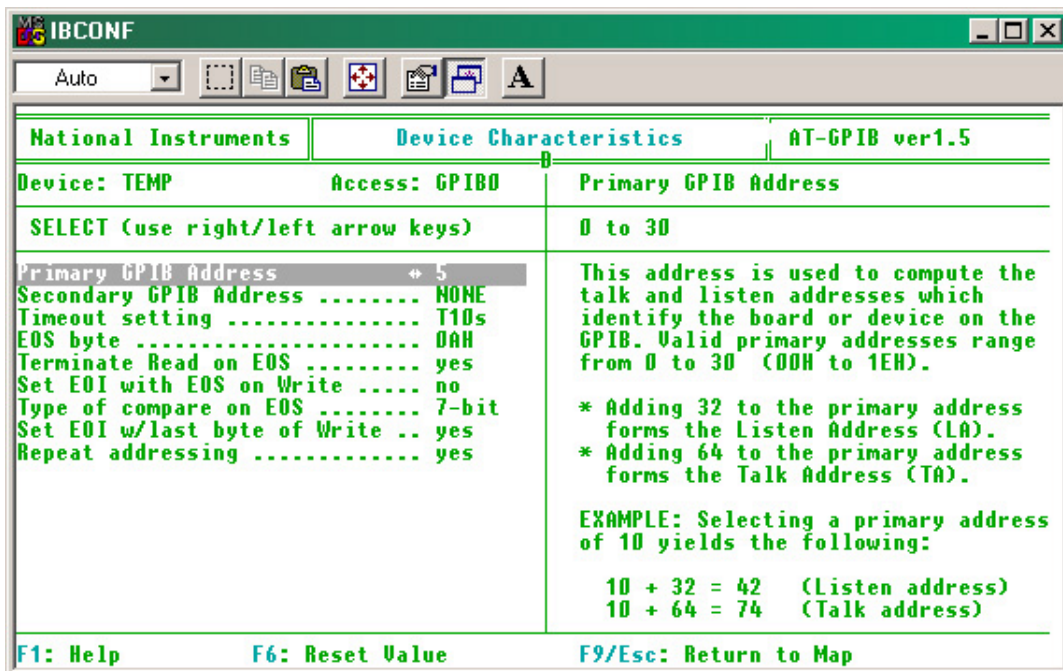 IBCONF
Auto
A
National Instruments
Device Characteristics
AT-GPIB ver1.5
Device: TEMP Access: GPIB0
SELECT (use right/left arrow keys)
Primary GPIB Address ↔ 5
Secondary GPIB Address ........ NONE
Timeout setting ............... T10s
EOS byte ...................... 0AH
Terminate Read on EOS ......... yes
Set EOI with EOS on Write ..... no
Type of compare on EOS ........ 7-bit
Set EOI w/last byte of Write .. yes
Repeat addressing ............. yes
Primary GPIB Address
0 to 30
This address is used to compute the
talk and listen addresses which
identify the board or device on the
GPIB. Valid primary addresses range
from 0 to 30 (00H to 1EH).
* Adding 32 to the primary address
forms the Listen Address (LA).
* Adding 64 to the primary address
forms the Talk Address (TA).
EXAMPLE: Selecting a primary address
of 10 yields the following:
10 + 32 = 42 (Listen address)
10 + 64 = 74 (Talk address)
F1: Help F6: Reset Value F9/Esc: Return to Map